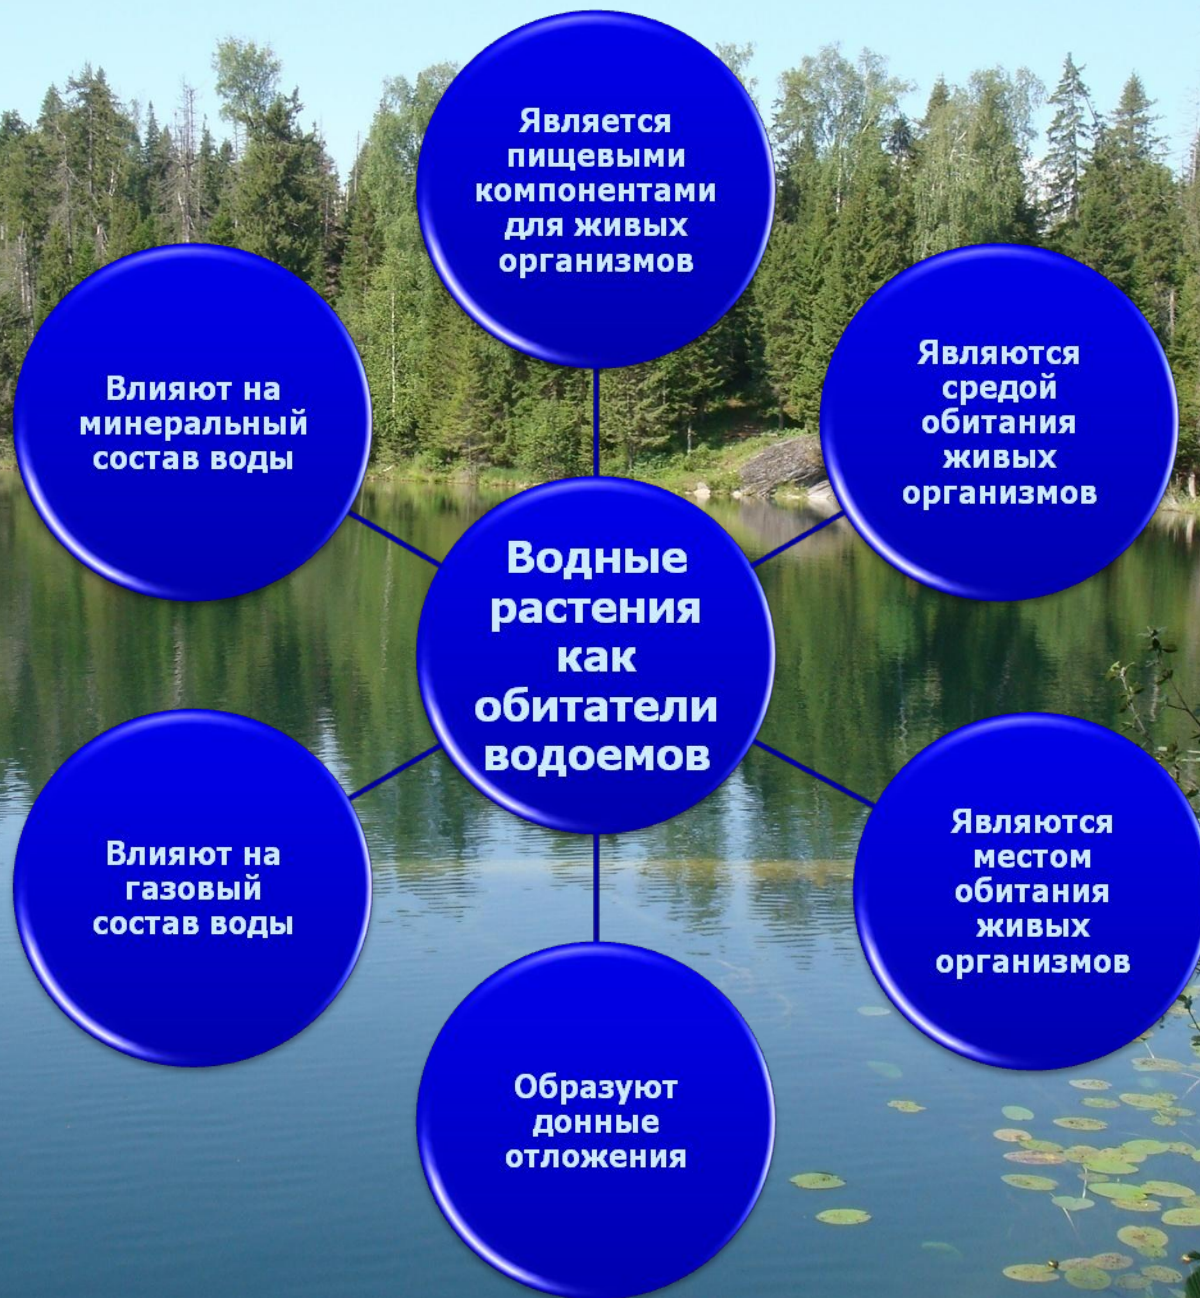 Является
пищевыми
компонентами
для живых
организмов
Являются
средой
обитания
живых
организмов
Влияют на
минеральный
состав воды
Водные
растения
как
обитатели
водоемов
Являются
местом
обитания
живых
организмов
Влияют на
газовый
состав воды
Образуют
донные
отложения